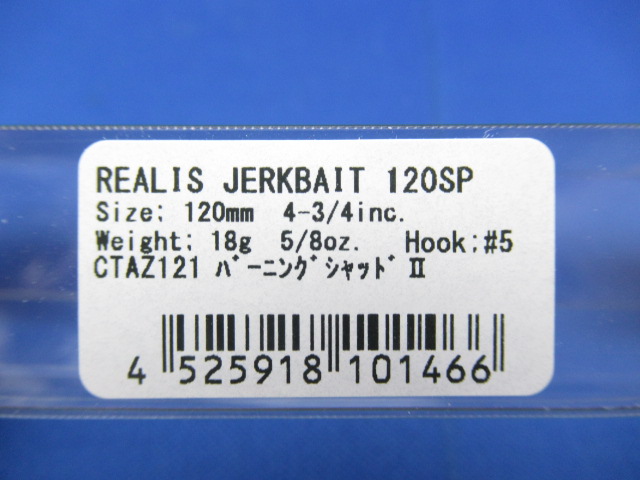 REALIS JERKBAIT 120SP
Size: 120mm 4-3/4inc.
Weight: 18g 5/8oz. Hook:#5
CTAZ121 ﾊﾞｰﾆﾝｸﾞｼｬｯﾄﾞⅡ
4 525918 101466